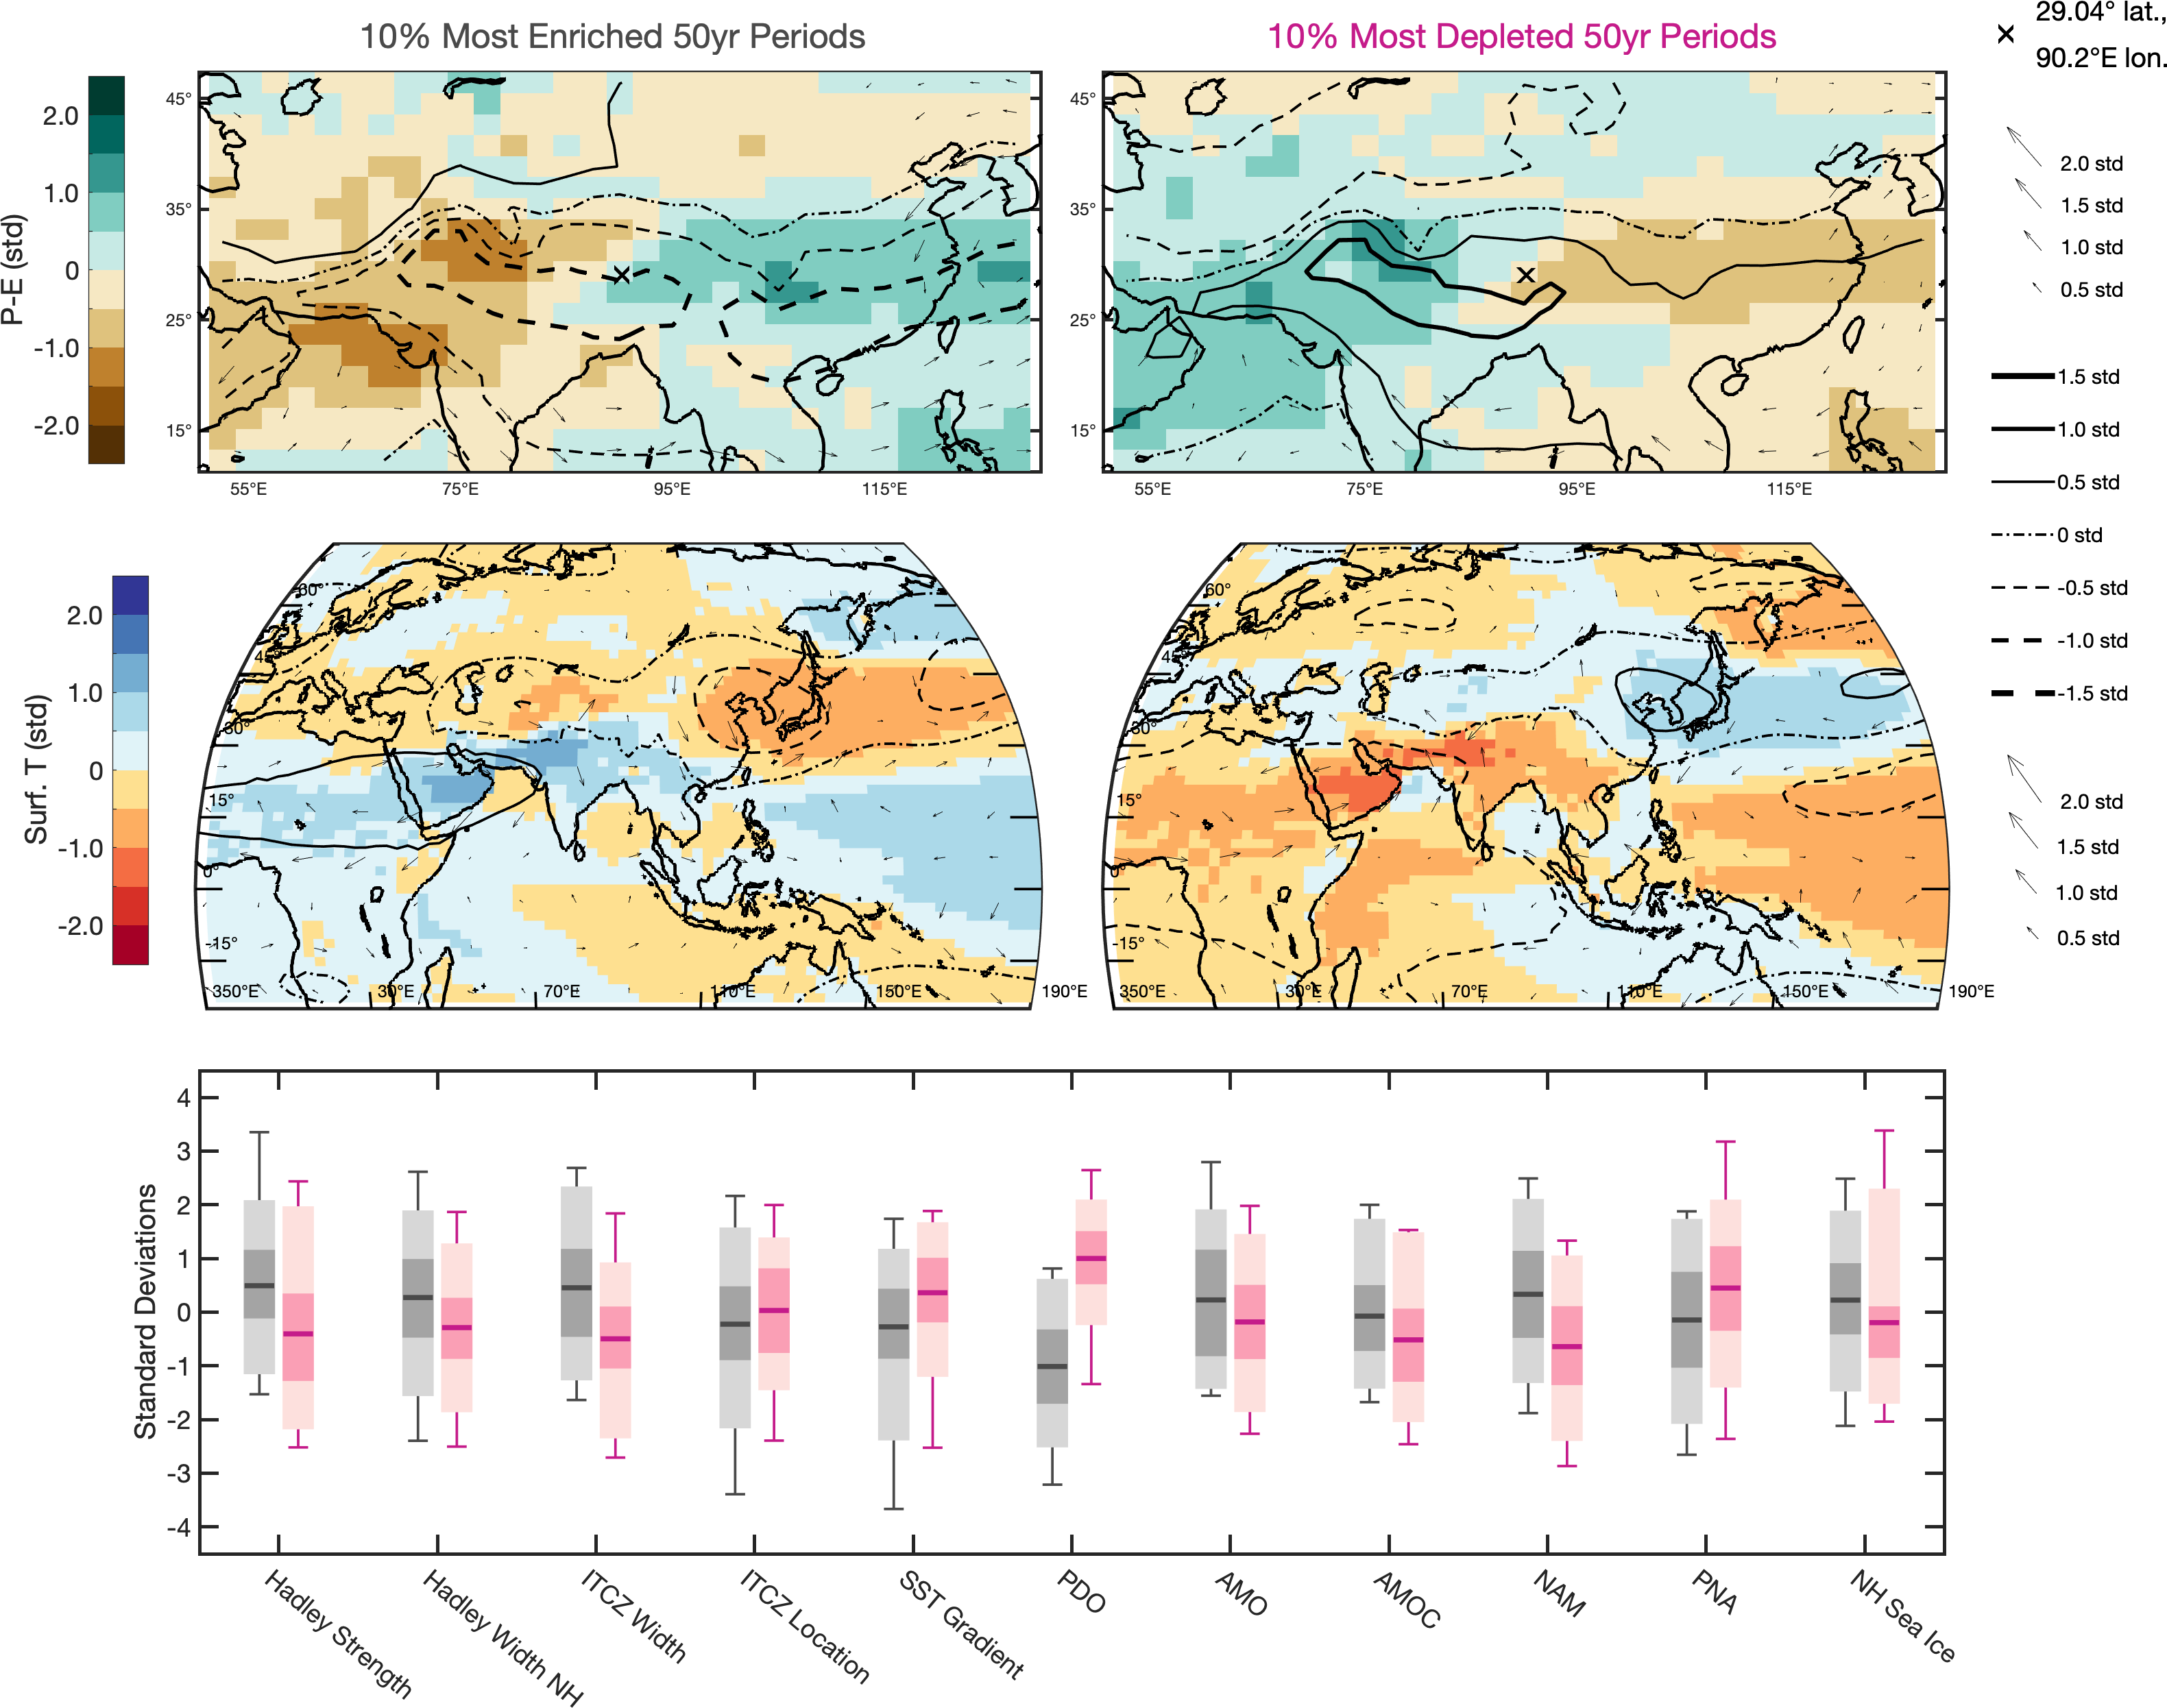 10% Most Enriched 50yr Periods
10% Most Depleted 50yr Periods
29.04° lat.,
90.2°E lon.
P-E (std)
2.0
1.0
0
-1.0
-2.0
45°
35°
25°
15°
55°E
75°E
95°E
115°E
45°
35°
25°
15°
55°E
75°E
95°E
115°E
2.0 std
1.5 std
1.0 std
0.5 std
1.5 std
1.0 std
0.5 std
0 std
-0.5 std
-1.0 std
-1.5 std
2.0 std
1.5 std
1.0 std
0.5 std
Surf. T (std)
2.0
1.0
0
-1.0
-2.0
30°
15°
0°
-15°
350°E
30°E
70°E
110°E
150°E
190°E
60°
45°
30°
15°
0°
-15°
350°E
30°E
70°E
110°E
150°E
190°E
Standard Deviations
4
3
2
1
0
-1
-2
-3
-4
Hadley Strength
Hadley Width NH
ITCZ Width
ITCZ Location
SST Gradient
PDO
AMO
AMOC
NAM
PNA
NH Sea Ice